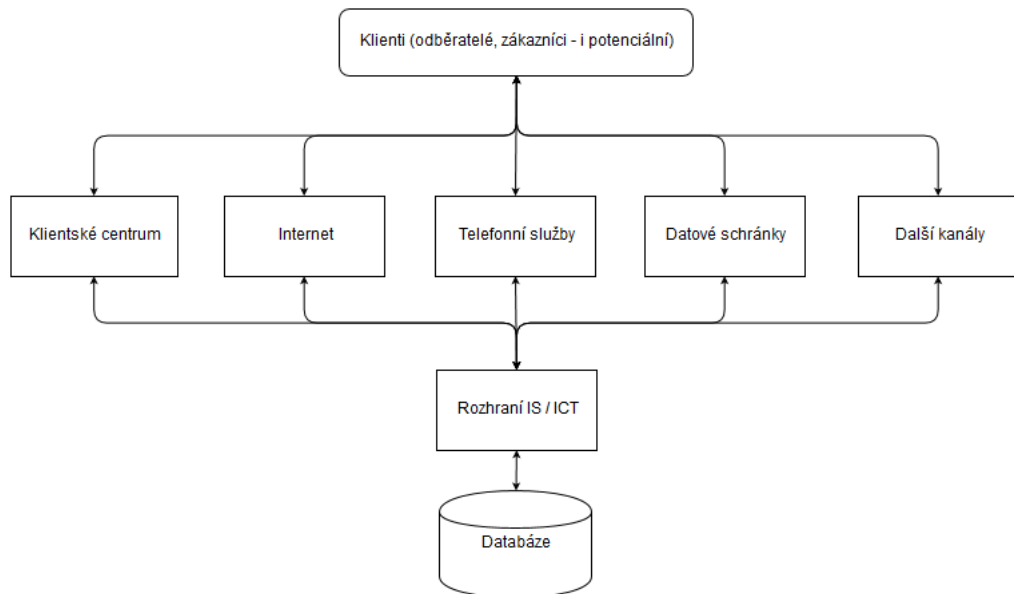 Klienti (odběratelé, zákazníci - i potenciální)
Klientské centrum
Internet
Telefonní služby
Datové schránky
Další kanály
Rozhraní IS / ICT
Databáze